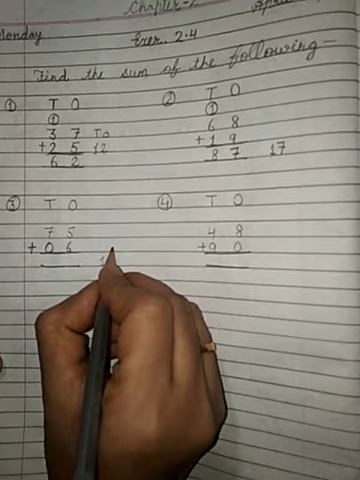 Chapter-2
Monday
Exer. 2.4
Find the sum of the following-
① T O
①
3 7 TO
+2 5 12
6 2
② T O
①
6 8
+ 1 9
8 7 17
③ T O
7 5
+ 0 6
1
④ T O
4 8
+0 0